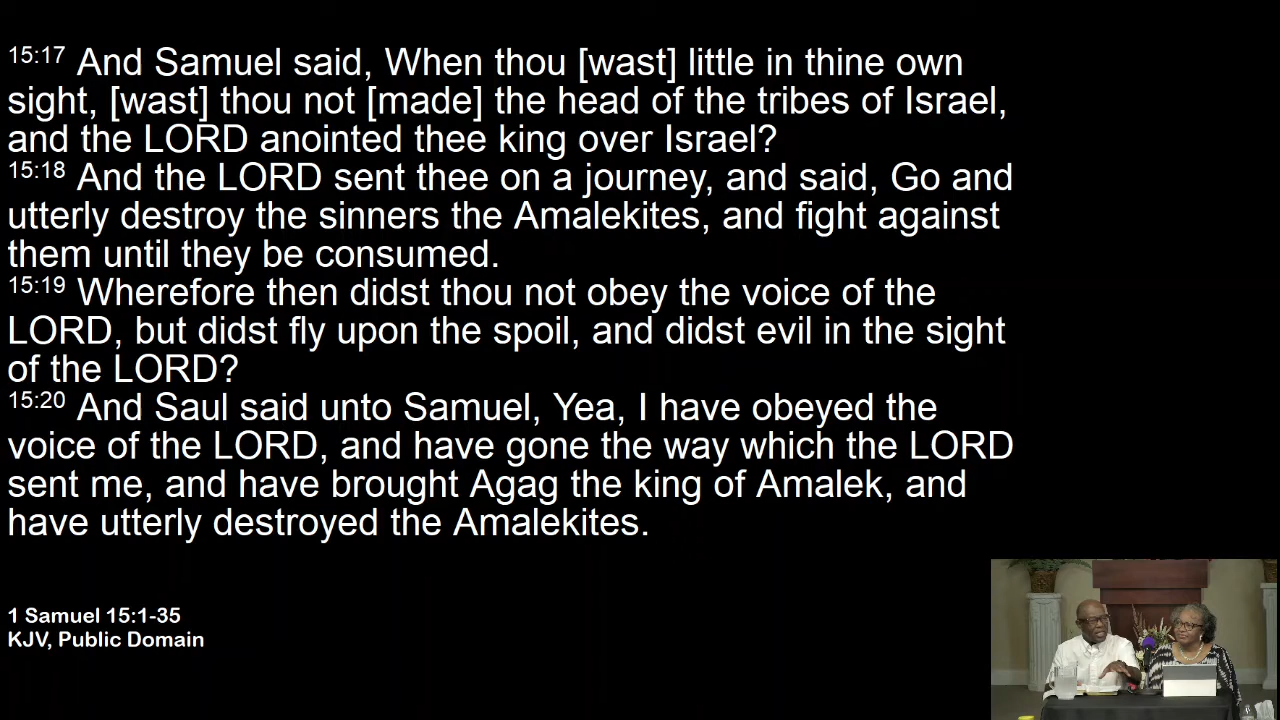 15:17 And Samuel said, When thou [wast] little in thine own
sight, [wast] thou not [made] the head of the tribes of Israel,
and the LORD anointed thee king over Israel?
15:18 And the LORD sent thee on a journey, and said, Go and
utterly destroy the sinners the Amalekites, and fight against
them until they be consumed.
15:19 Wherefore then didst thou not obey the voice of the
LORD, but didst fly upon the spoil, and didst evil in the sight
of the LORD?
15:20 And Saul said unto Samuel, Yea, I have obeyed the
voice of the LORD, and have gone the way which the LORD
sent me, and have brought Agag the king of Amalek, and
have utterly destroyed the Amalekites.
1 Samuel 15:1-35
KJV, Public Domain